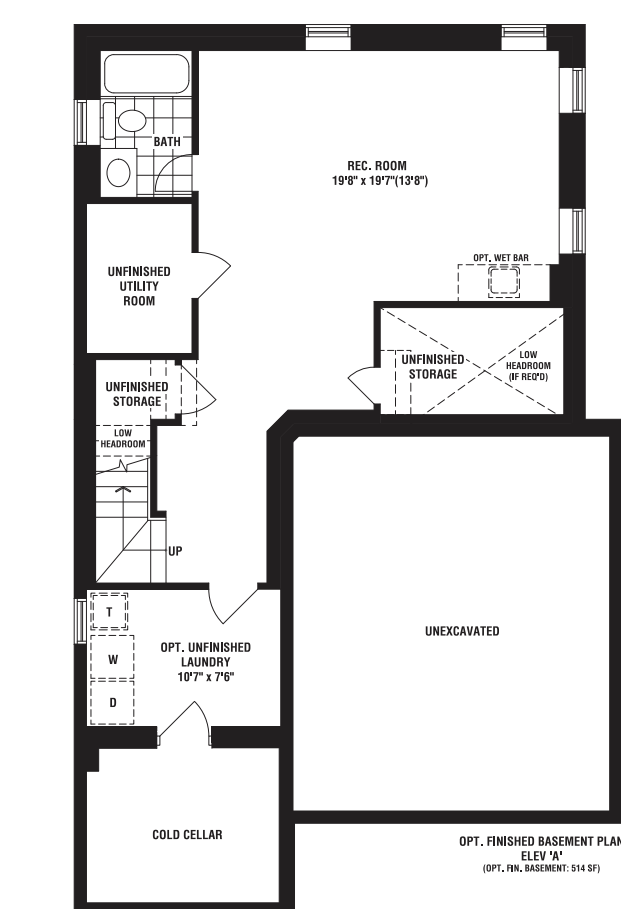 BATH
REC. ROOM
19'8" x 19'7"(13'8")
UNFINISHED
UTILITY
ROOM
OPT. WET BAR
UNFINISHED
STORAGE
LOW
HEADROOM
UNFINISHED
STORAGE
LOW
HEADROOM
(IF REQ'D)
UP
T
W
D
OPT. UNFINISHED
LAUNDRY
10'7" x 7'6"
UNEXCAVATED
COLD CELLAR
OPT. FINISHED BASEMENT PLAN
ELEV 'A'
(OPT. FIN. BASEMENT: 514 SF)